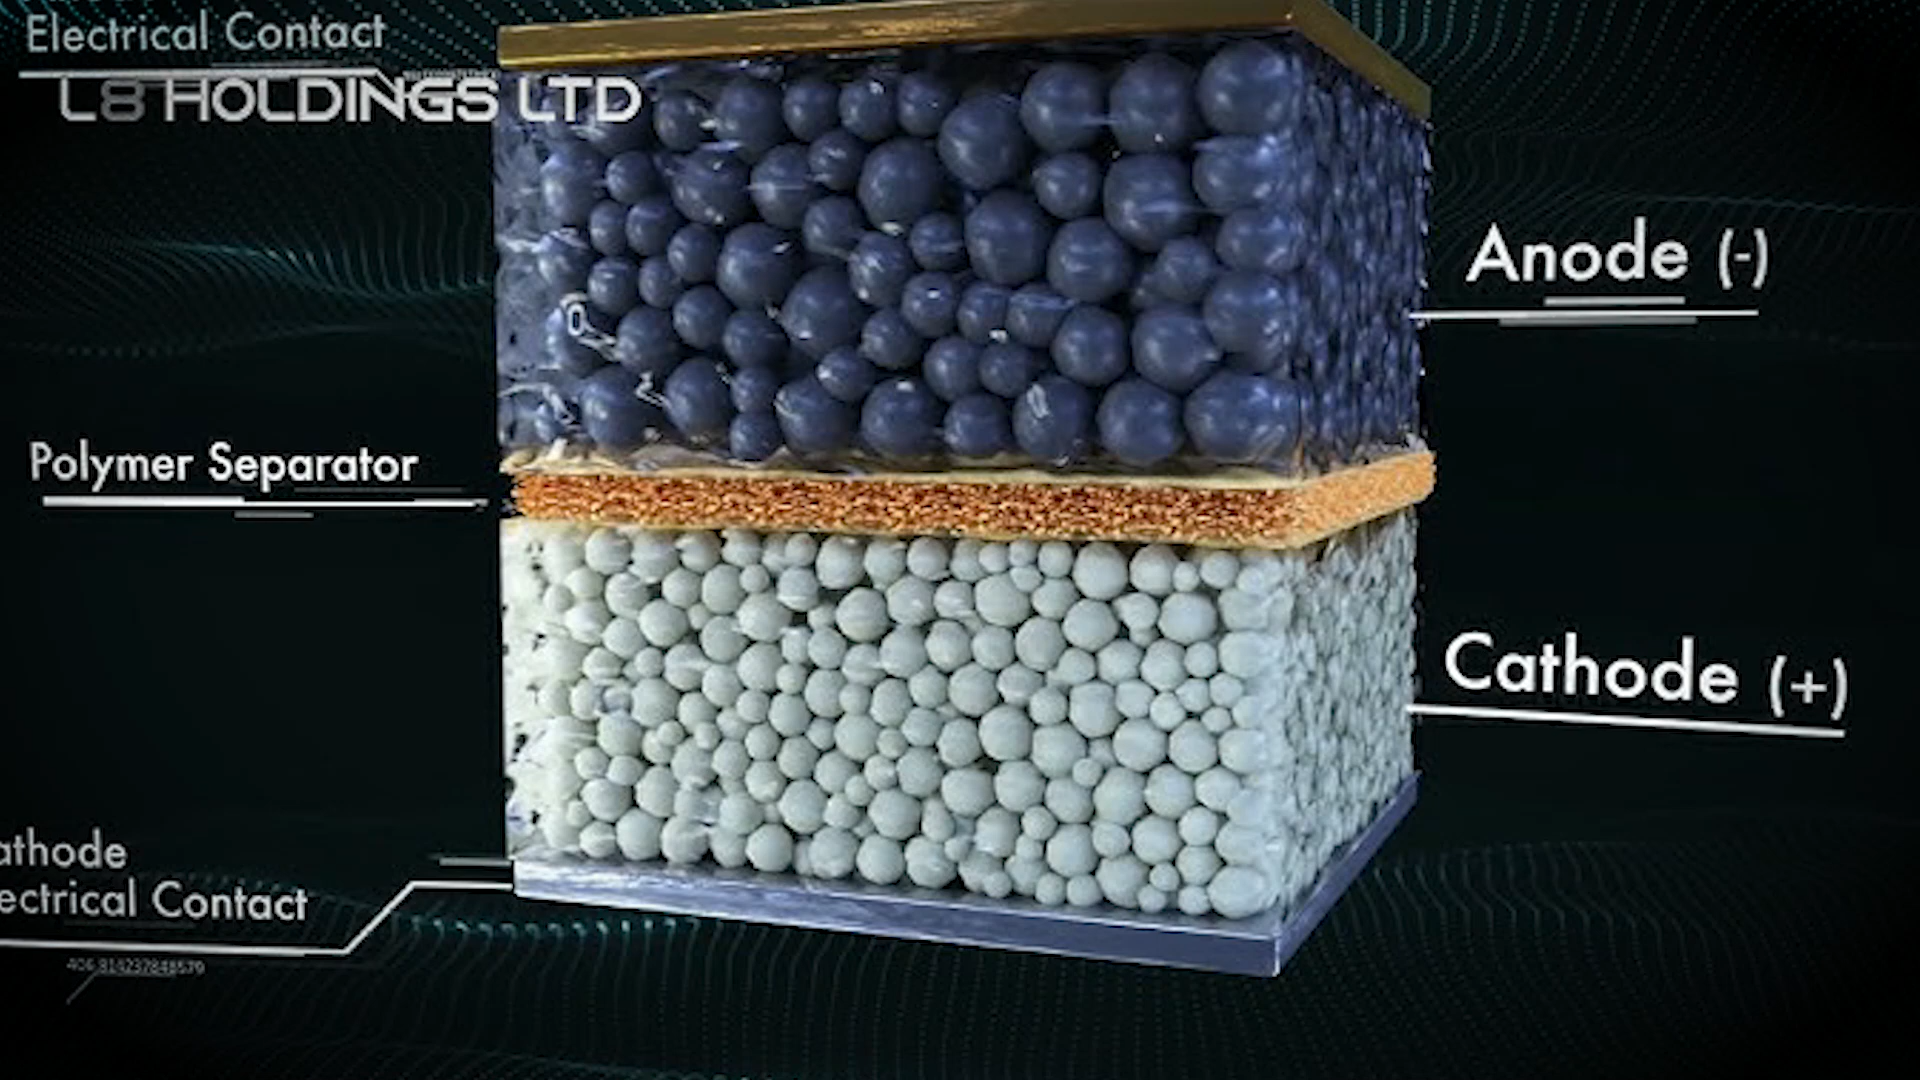 Electrical Contact
L8 HOLDINGS LTD
Anode (-)
Polymer Separator
Cathode (+)
athode
ectrical Contact